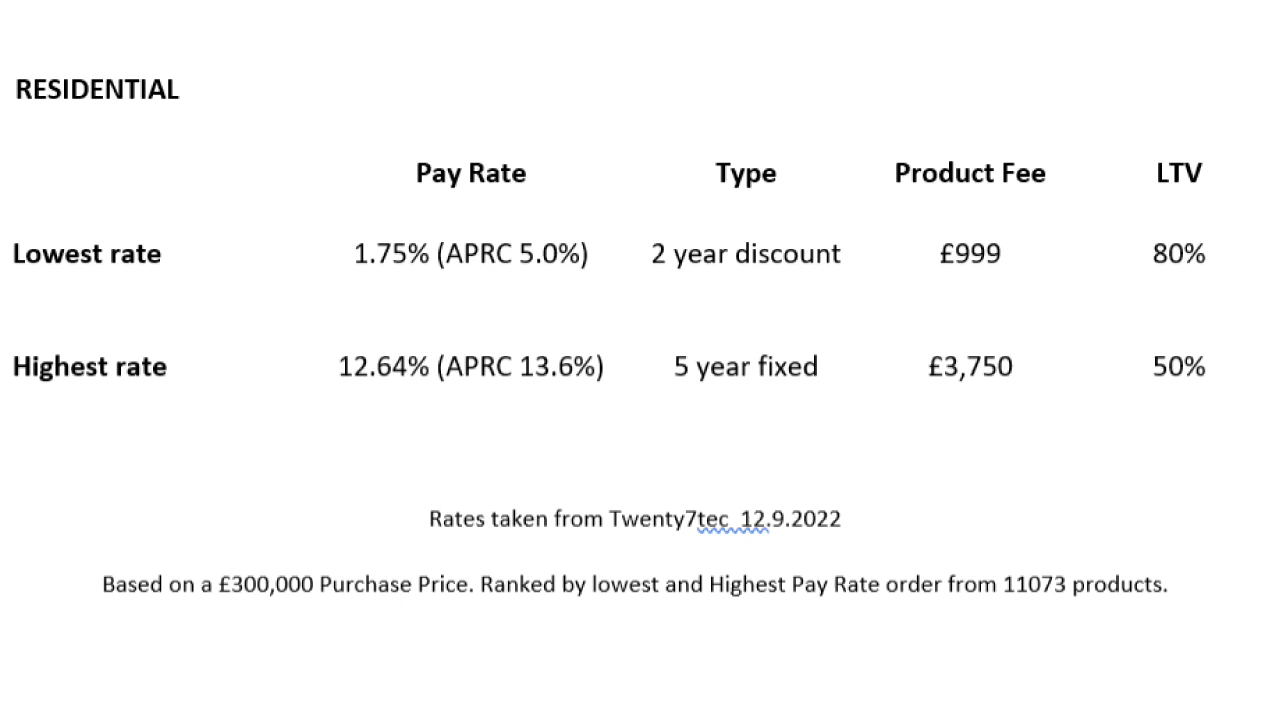 RESIDENTIAL
Pay Rate Type Product Fee LTV
Lowest rate 1.75% (APRC 5.0%) 2 year discount £999 80%
Highest rate 12.64% (APRC 13.6%) 5 year fixed £3,750 50%
Rates taken from Twenty7tec 12.9.2022
Based on a £300,000 Purchase Price. Ranked by lowest and Highest Pay Rate order from 11073 products.